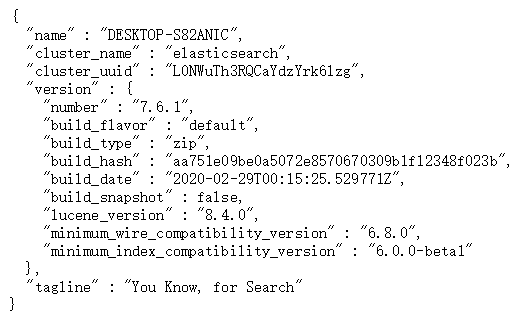 {
  "name" : "DESKTOP-S82ANIC",
  "cluster_name" : "elasticsearch",
  "cluster_uuid" : "L0NWuTh3RQCaYdzYrk61zg",
  "version" : {
    "number" : "7.6.1",
    "build_flavor" : "default",
    "build_type" : "zip",
    "build_hash" : "aa751e09be0a5072e8570670309b1f12348f023b",
    "build_date" : "2020-02-29T00:15:25.529771Z",
    "build_snapshot" : false,
    "lucene_version" : "8.4.0",
    "minimum_wire_compatibility_version" : "6.8.0",
    "minimum_index_compatibility_version" : "6.0.0-beta1"
  },
  "tagline" : "You Know, for Search"
}